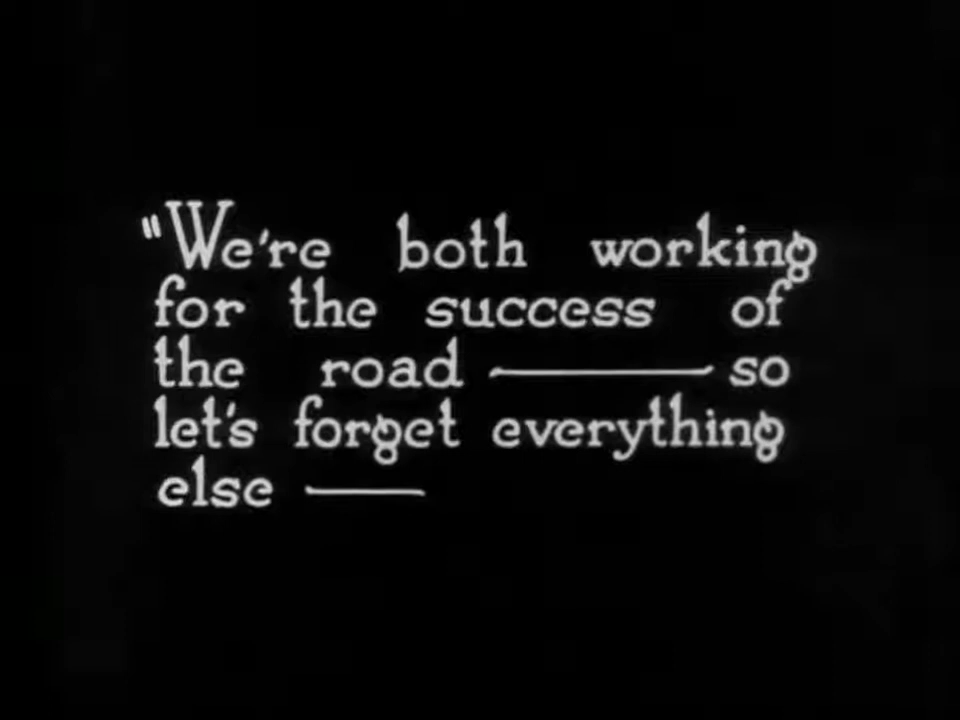 "We're both working
for the success of
the road —— so
let's forget everything
else ——